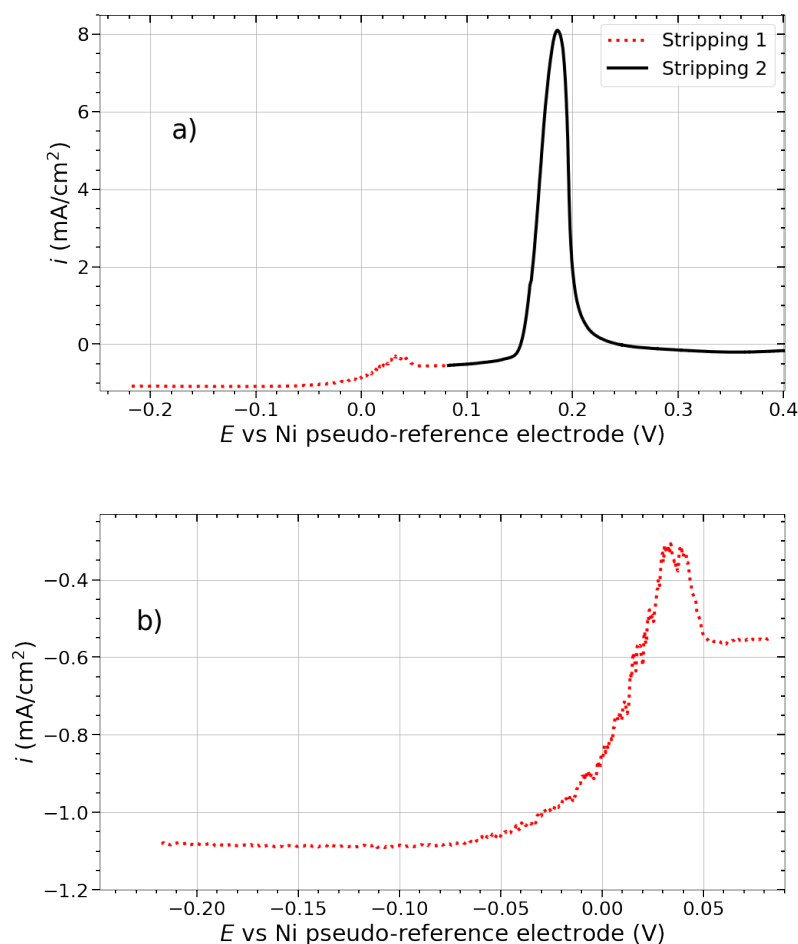 8
6
4
2
0
i (mA/cm²)
a)
Stripping 1
Stripping 2
−0.2 −0.1 0.0 0.1 0.2 0.3 0.4
E vs Ni pseudo-reference electrode (V)
−0.4
−0.6
−0.8
−1.0
−1.2
i (mA/cm²)
b)
−0.20 −0.15 −0.10 −0.05 0.00 0.05
E vs Ni pseudo-reference electrode (V)